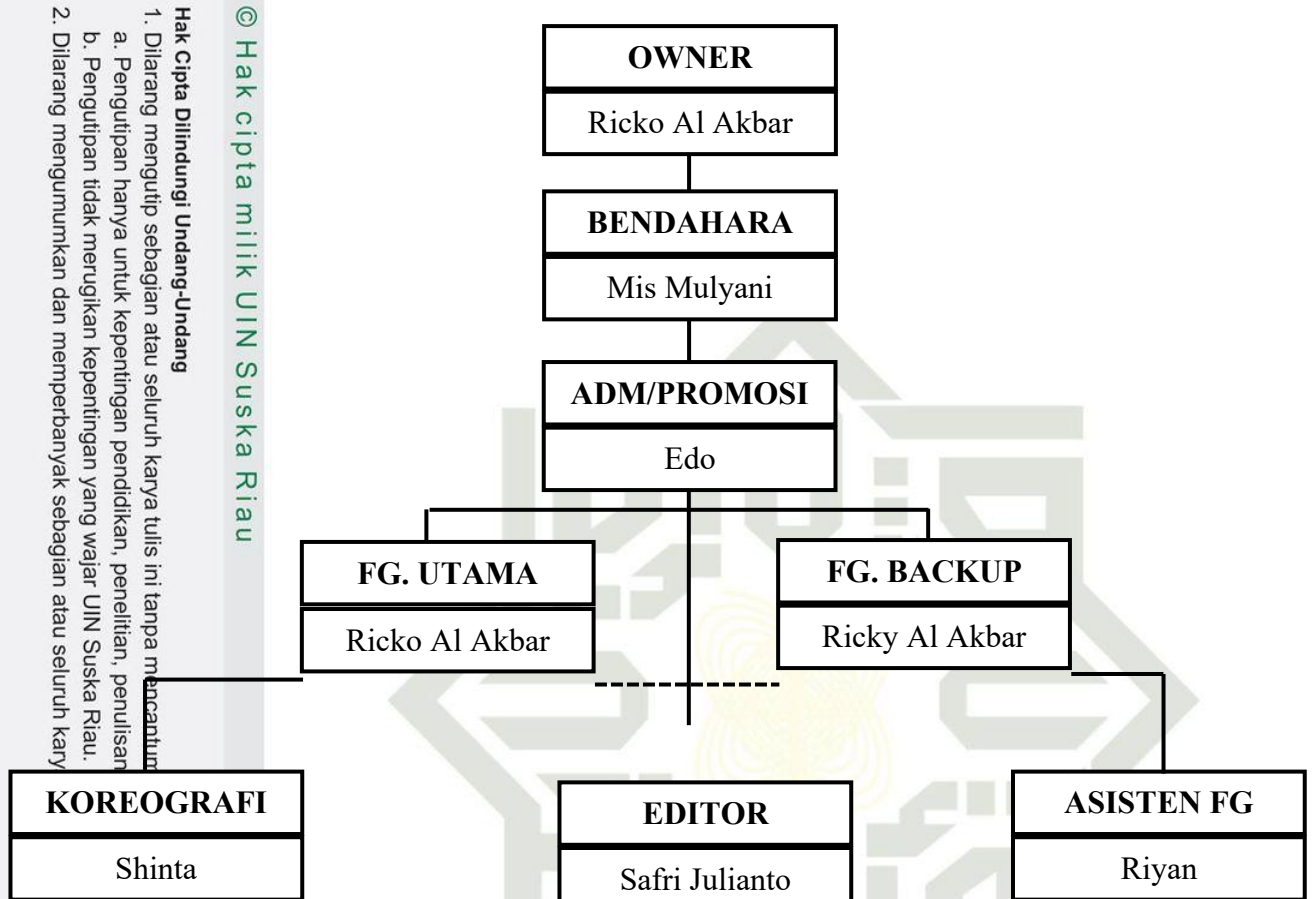 © Hak cipta milik UIN Suska Riau
Hak Cipta Dilindungi Undang-Undang
1. Dilarang mengutip sebagian atau seluruh karya tulis ini tanpa mencantum
a. Pengutipan hanya untuk kepentingan pendidikan, penelitian, penulisan
b. Pengutipan tidak merugikan kepentingan yang wajar UIN Suska Riau.
2. Dilarang mengumumkan dan memperbanyak sebagian atau seluruh kary
OWNER
Ricko Al Akbar
BENDAHARA
Mis Mulyani
ADM/PROMOSI
Edo
FG. UTAMA
Ricko Al Akbar
FG. BACKUP
Ricky Al Akbar
KOREOGRAFI
Shinta
EDITOR
Safri Julianto
ASISTEN FG
Riyan